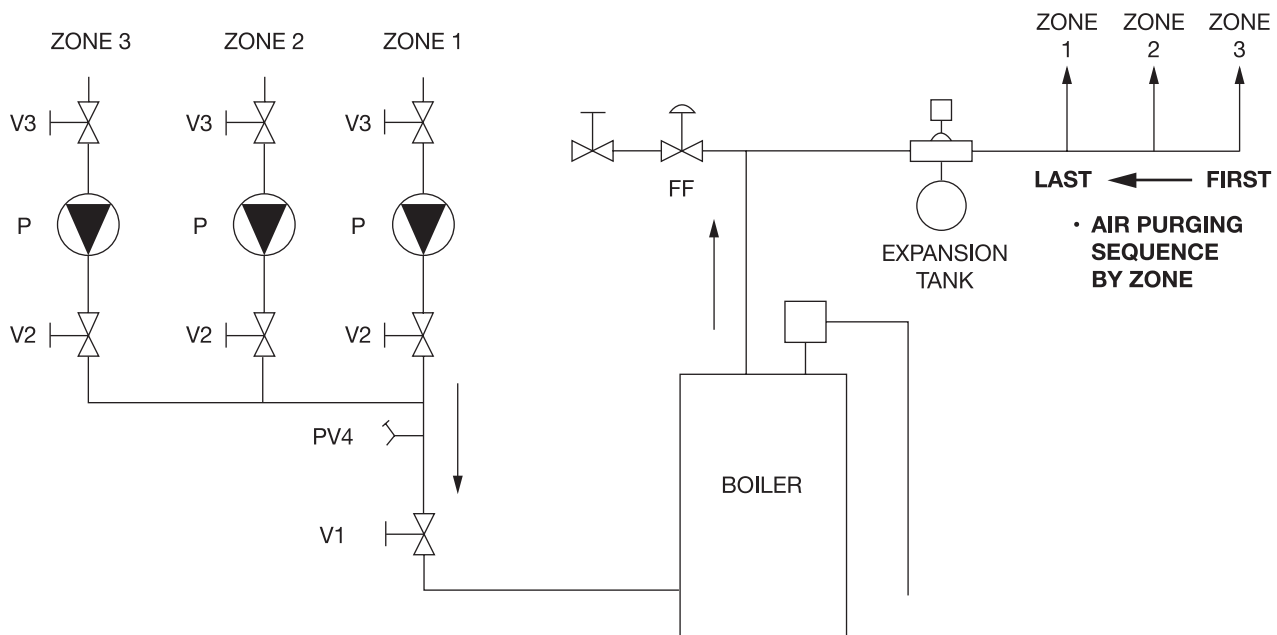 ZONE 3
ZONE 2
ZONE 1
V3
V3
V3
P
P
P
V2
V2
V2
PV4
V1
FF
EXPANSION
TANK
BOILER
ZONE
1
ZONE
2
ZONE
3
LAST
FIRST
• AIR PURGING
SEQUENCE
BY ZONE